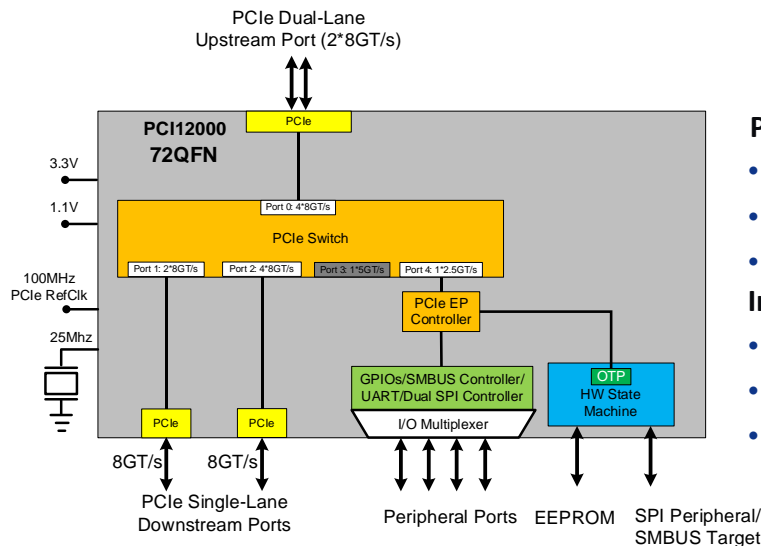 PCIe Dual-Lane
Upstream Port (2*8GT/s)
PCI12000
72QFN
PCIe
3.3V
1.1V
100MHz
PCIe RefClk
25Mhz
Port 0: 4*8GT/s
PCIe Switch
Port 1: 2*8GT/s
Port 2: 4*8GT/s
Port 3: 1*5GT/s
Port 4: 1*2.5GT/s
PCIe EP
Controller
GPIOs/SMBUS Controller/
UART/Dual SPI Controller
I/O Multiplexer
OTP
HW State
Machine
PCIe
PCIe
8GT/s
8GT/s
PCIe Single-Lane
Downstream Ports
Peripheral Ports
EEPROM
SPI Peripheral/
SMBUS Target